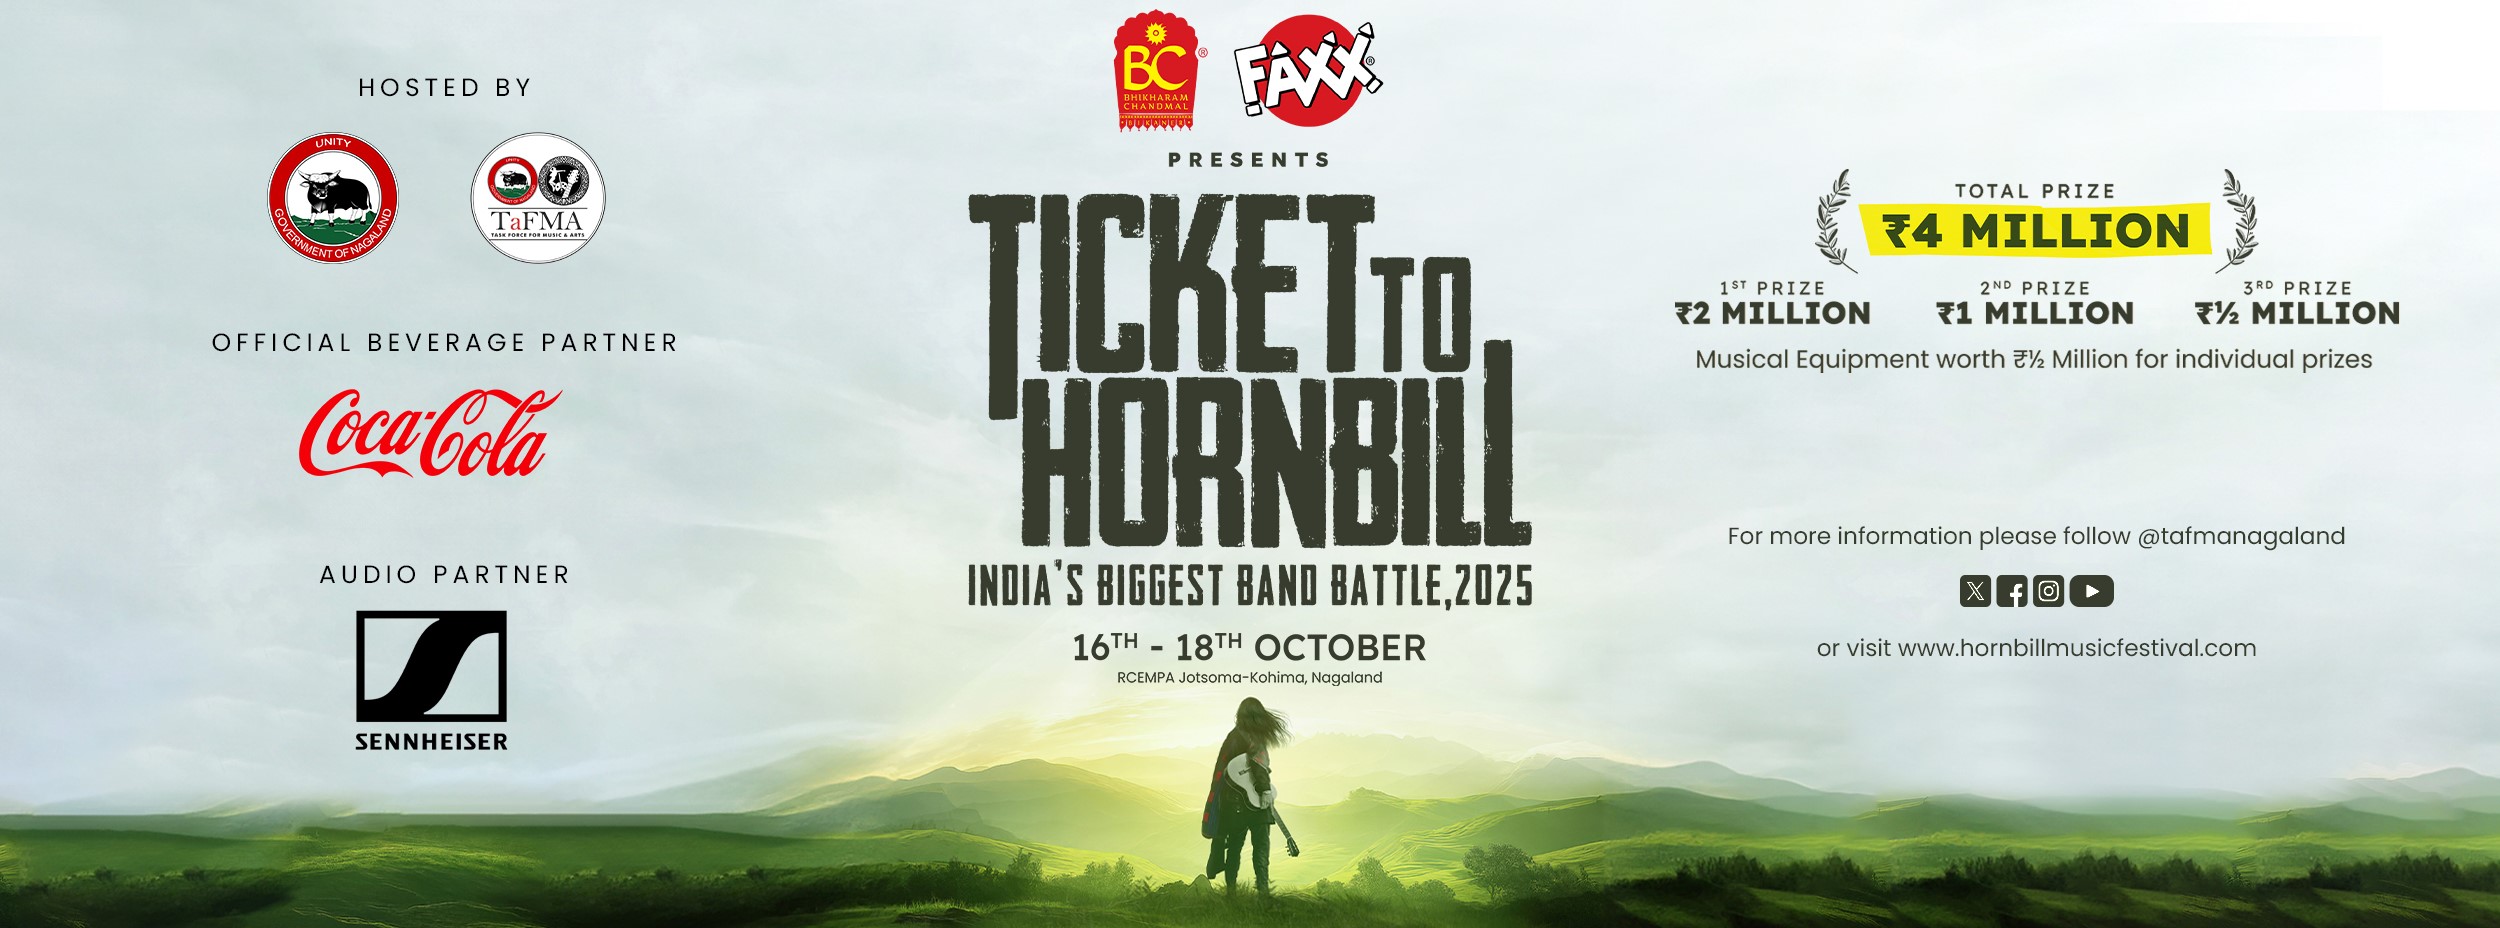 HOSTED BY
UNITY
GOVERNMENT OF NAGALAND
UNITY
TaFMA
TASK FORCE FOR MUSIC & ARTS
OFFICIAL BEVERAGE PARTNER
Coca-Cola
AUDIO PARTNER
SENNHEISER
BC®
BHIKHARAM
CHANDMAL
BIKANER
FAXX®
PRESENTS
TICKET TO
HORNBILL
INDIA'S BIGGEST BAND BATTLE,2025
16TH - 18TH OCTOBER
RCEMPA Jotsoma-Kohima, Nagaland
TOTAL PRIZE
₹4 MILLION
1ST PRIZE 2ND PRIZE 3RD PRIZE
₹2 MILLION ₹1 MILLION ₹½ MILLION
Musical Equipment worth ₹½ Million for individual prizes
For more information please follow @tafmanagaland
or visit www.hornbillmusicfestival.com